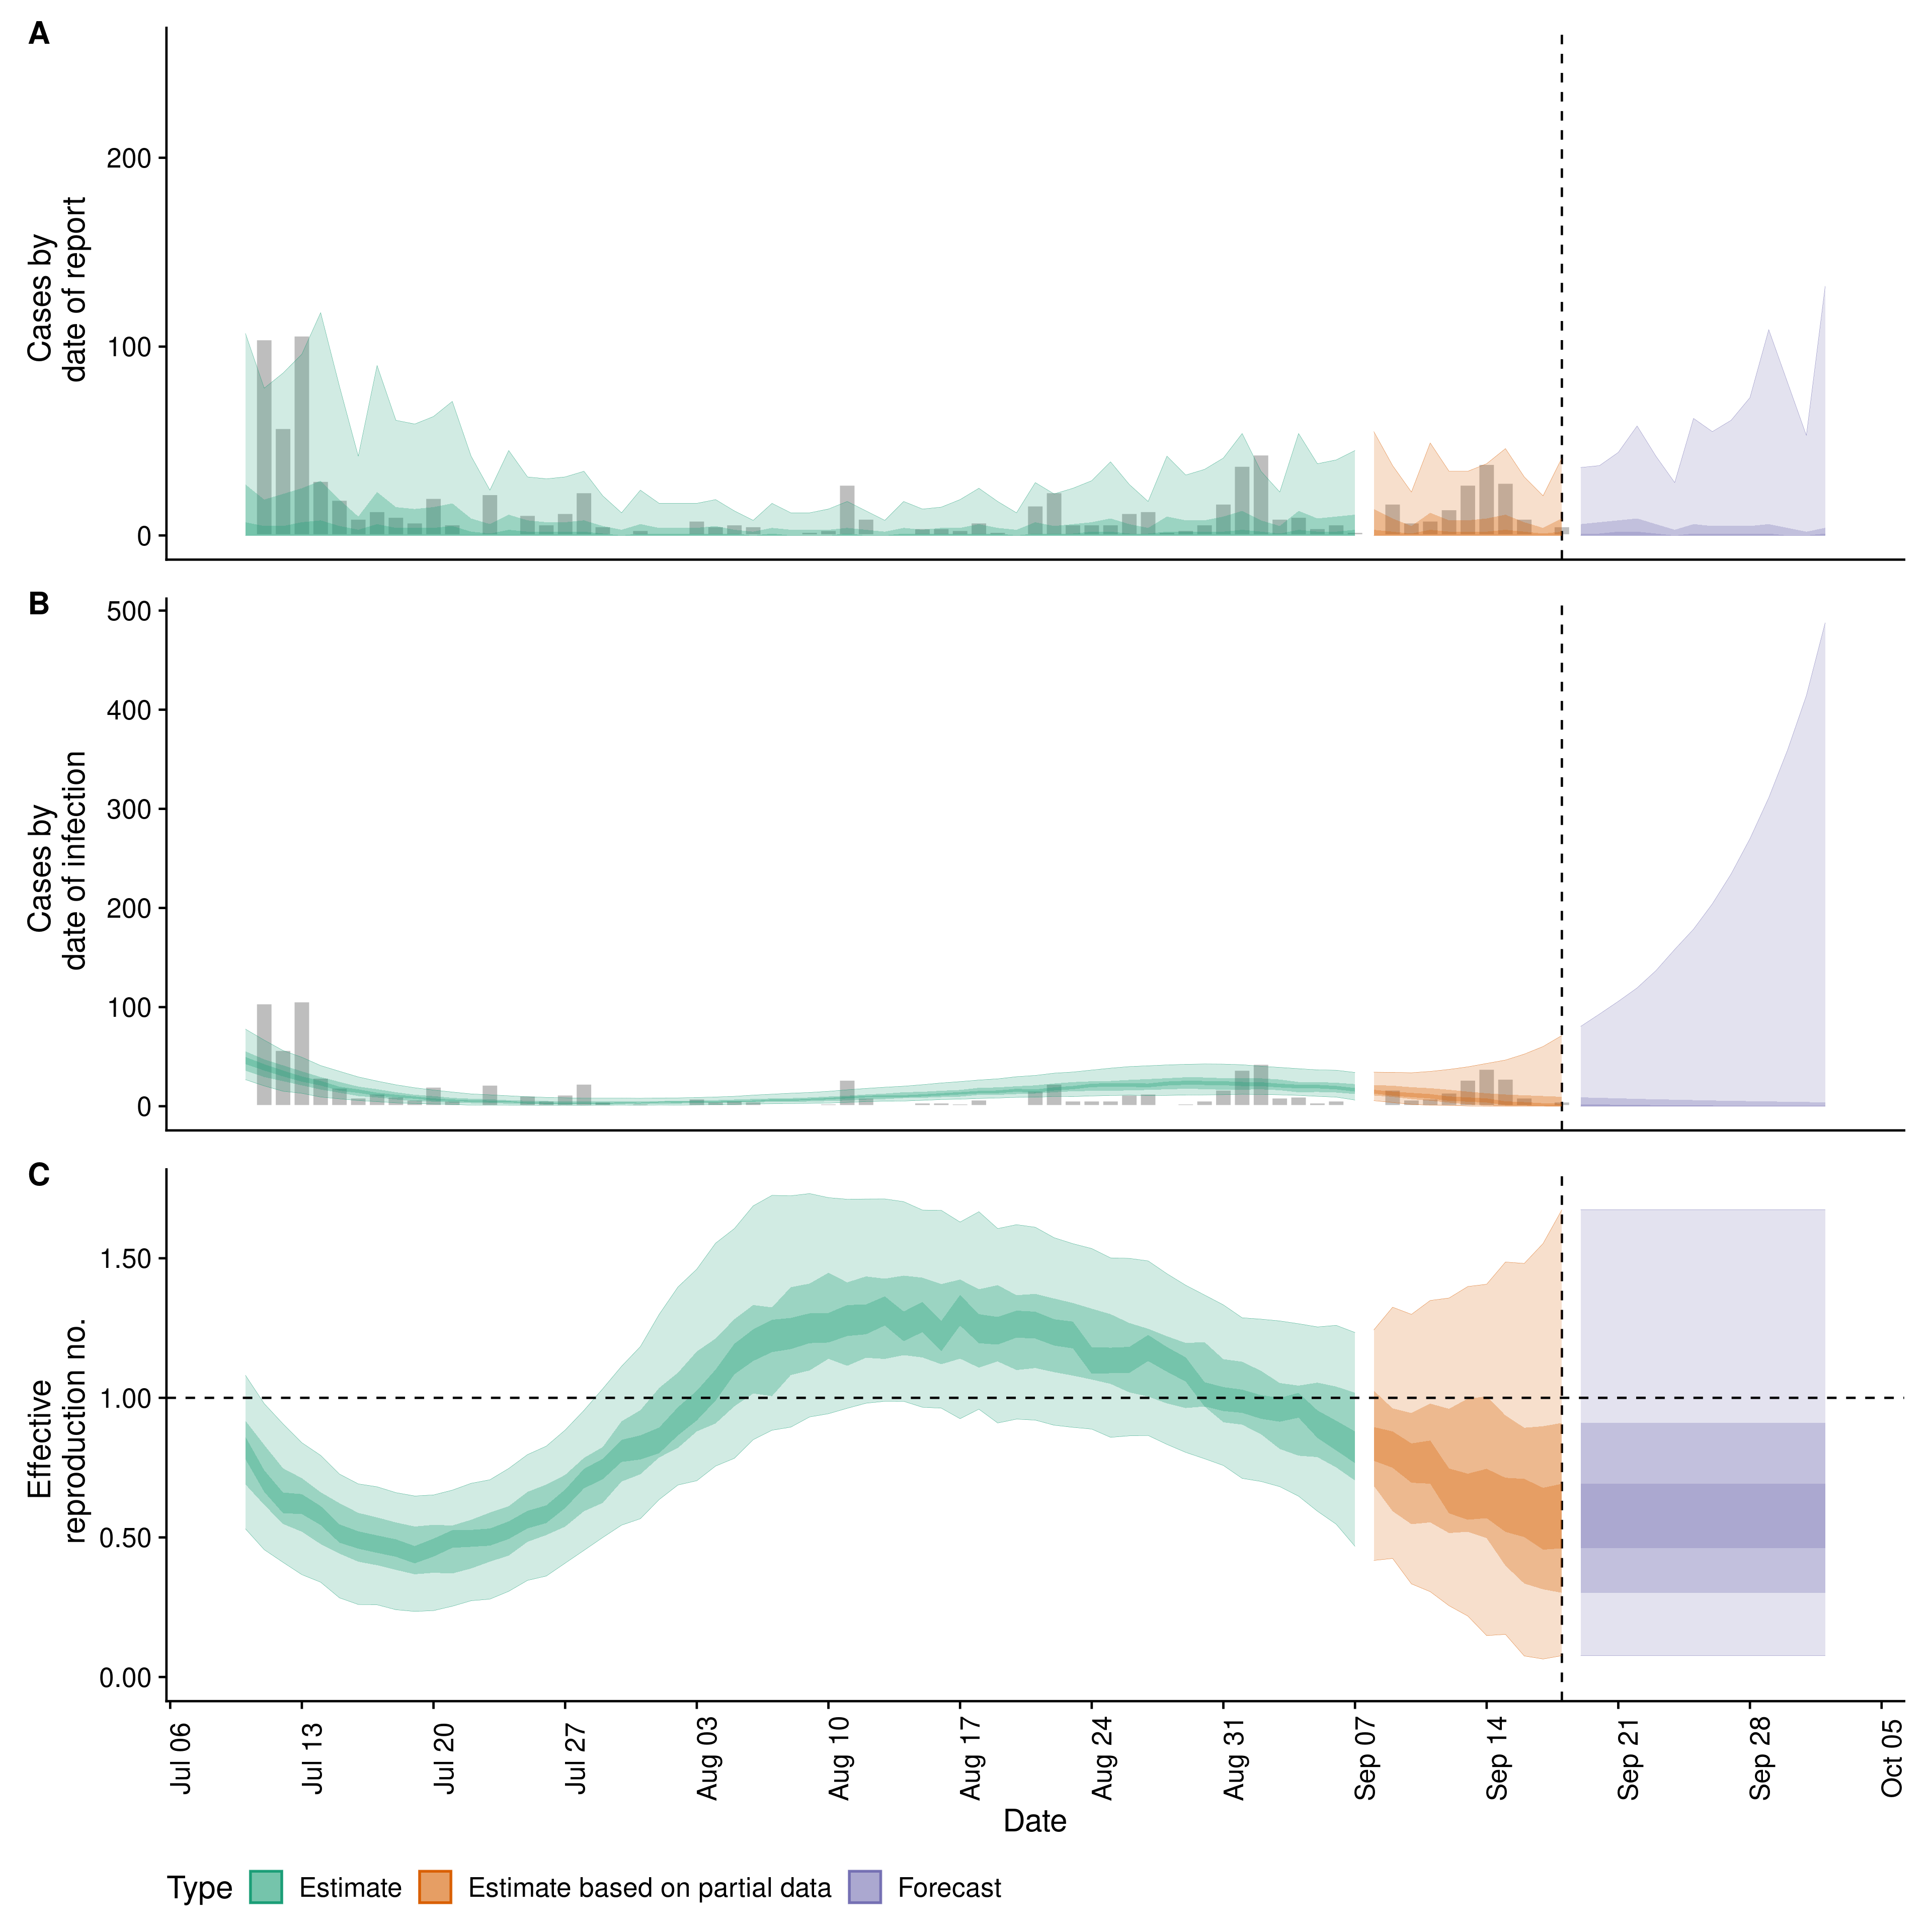 A
Cases by
date of report
200
100
0
B
Cases by
date of infection
500
400
300
200
100
0
C
Effective
reproduction no.
1.50
1.00
0.50
0.00
Jul 06
Jul 13
Jul 20
Jul 27
Aug 03
Aug 10
Aug 17
Aug 24
Aug 31
Sep 07
Sep 14
Sep 21
Sep 28
Oct 05
Date
Type Estimate Estimate based on partial data Forecast